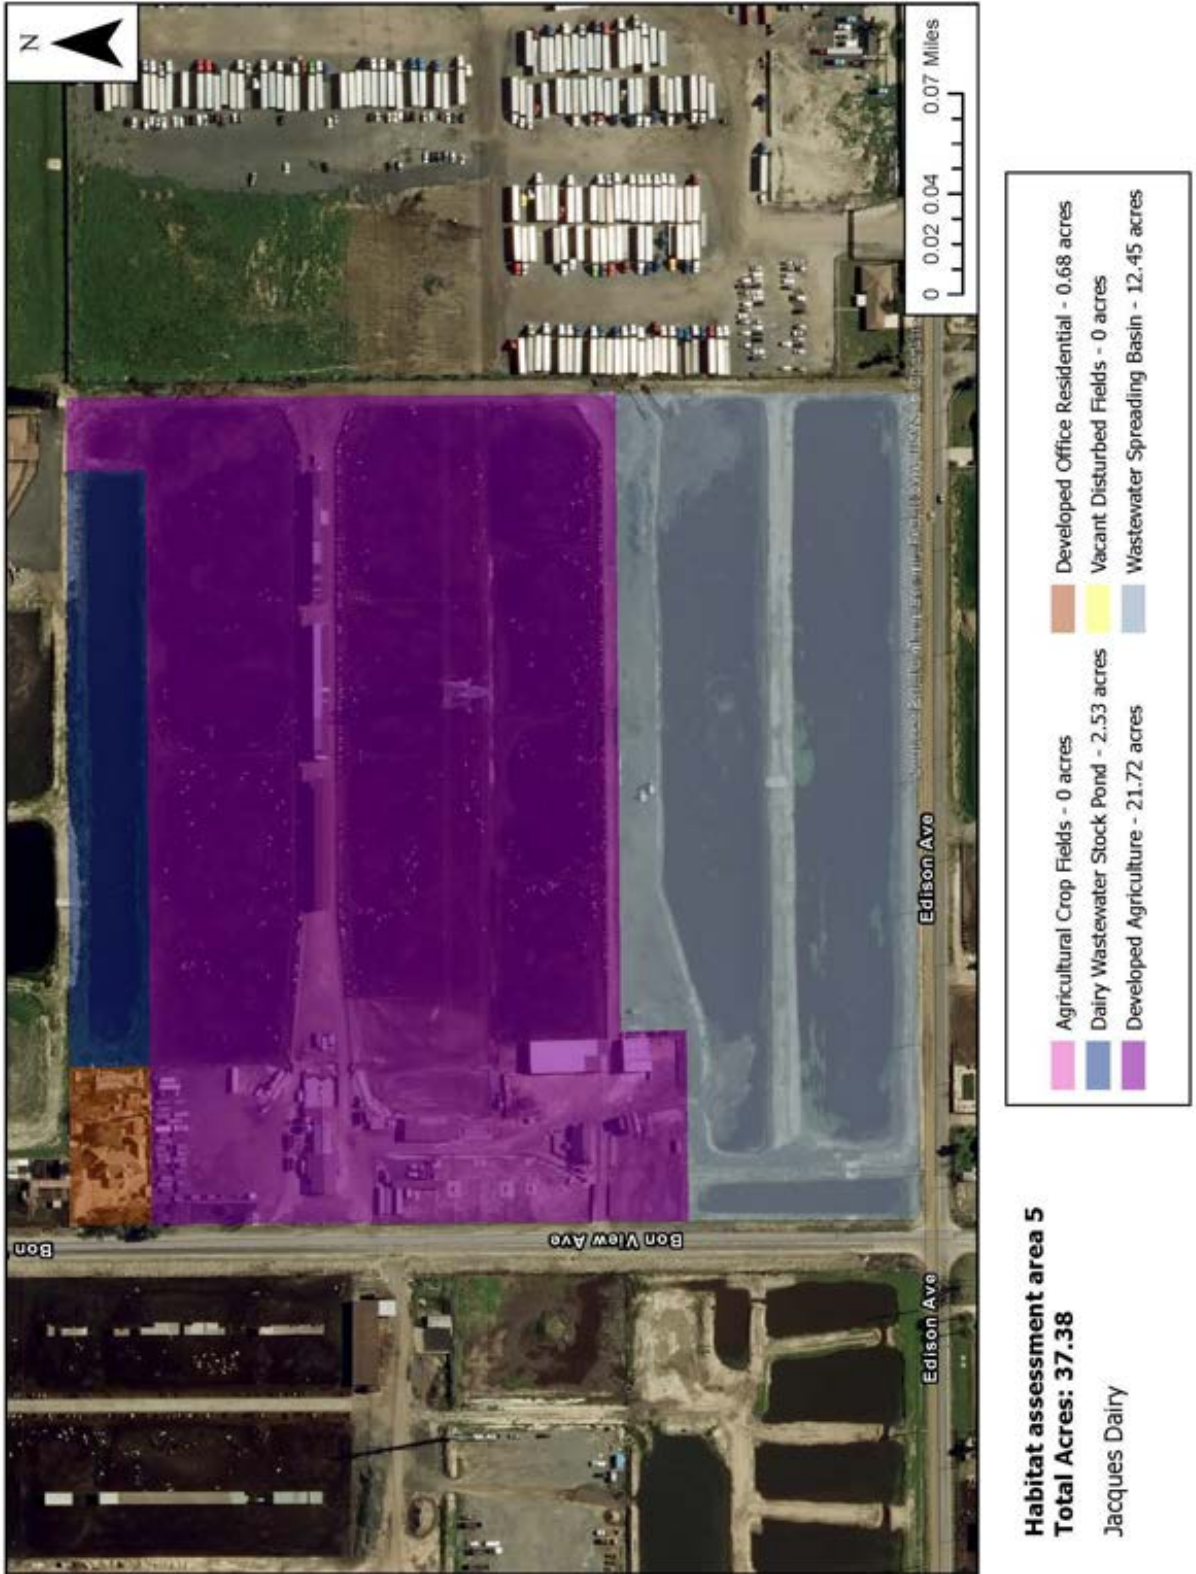 N
Bon
Bon View Ave
Edison Ave
Edison Ave
0 0.02 0.04 0.07 Miles
Habitat assessment area 5
Total Acres: 37.38
Jacques Dairy
Agricultural Crop Fields - 0 acres
Dairy Wastewater Stock Pond - 2.53 acres
Developed Agriculture - 21.72 acres
Developed Office Residential - 0.68 acres
Vacant Disturbed Fields - 0 acres
Wastewater Spreading Basin - 12.45 acres